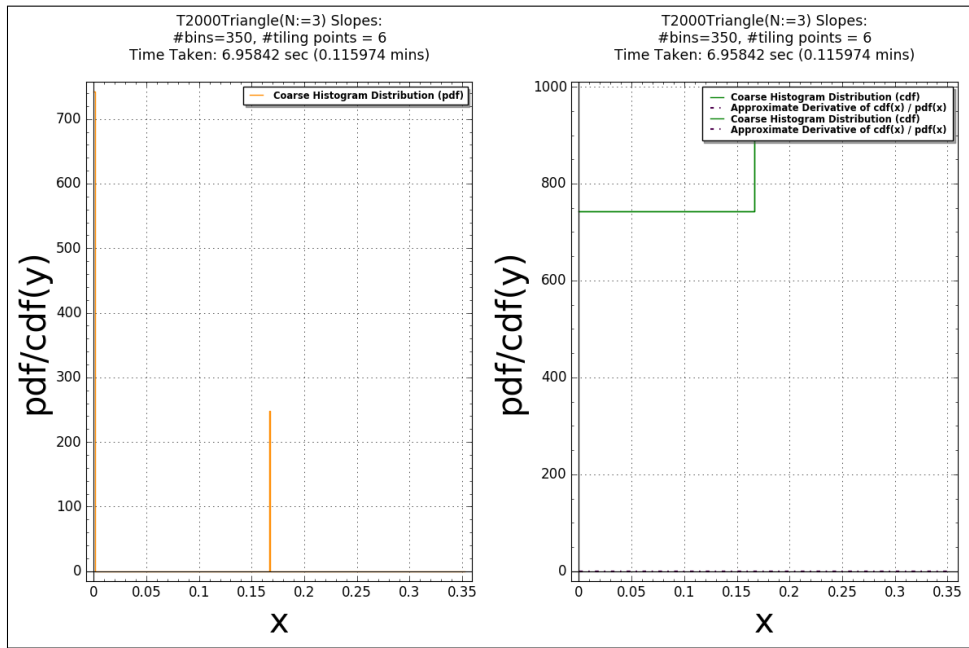 T2000Triangle(N:=3) Slopes:
#bins=350, #tiling points = 6
Time Taken: 6.95842 sec (0.115974 mins)
Coarse Histogram Distribution (pdf)
pdf/cdf(y)
700
600
500
400
300
200
100
0
0 0.05 0.1 0.15 0.2 0.25 0.3 0.35
x
T2000Triangle(N:=3) Slopes:
#bins=350, #tiling points = 6
Time Taken: 6.95842 sec (0.115974 mins)
Coarse Histogram Distribution (cdf)
Approximate Derivative of cdf(x) / pdf(x)
Coarse Histogram Distribution (cdf)
Approximate Derivative of cdf(x) / pdf(x)
pdf/cdf(y)
1000
800
600
400
200
0
0 0.05 0.1 0.15 0.2 0.25 0.3 0.35
x